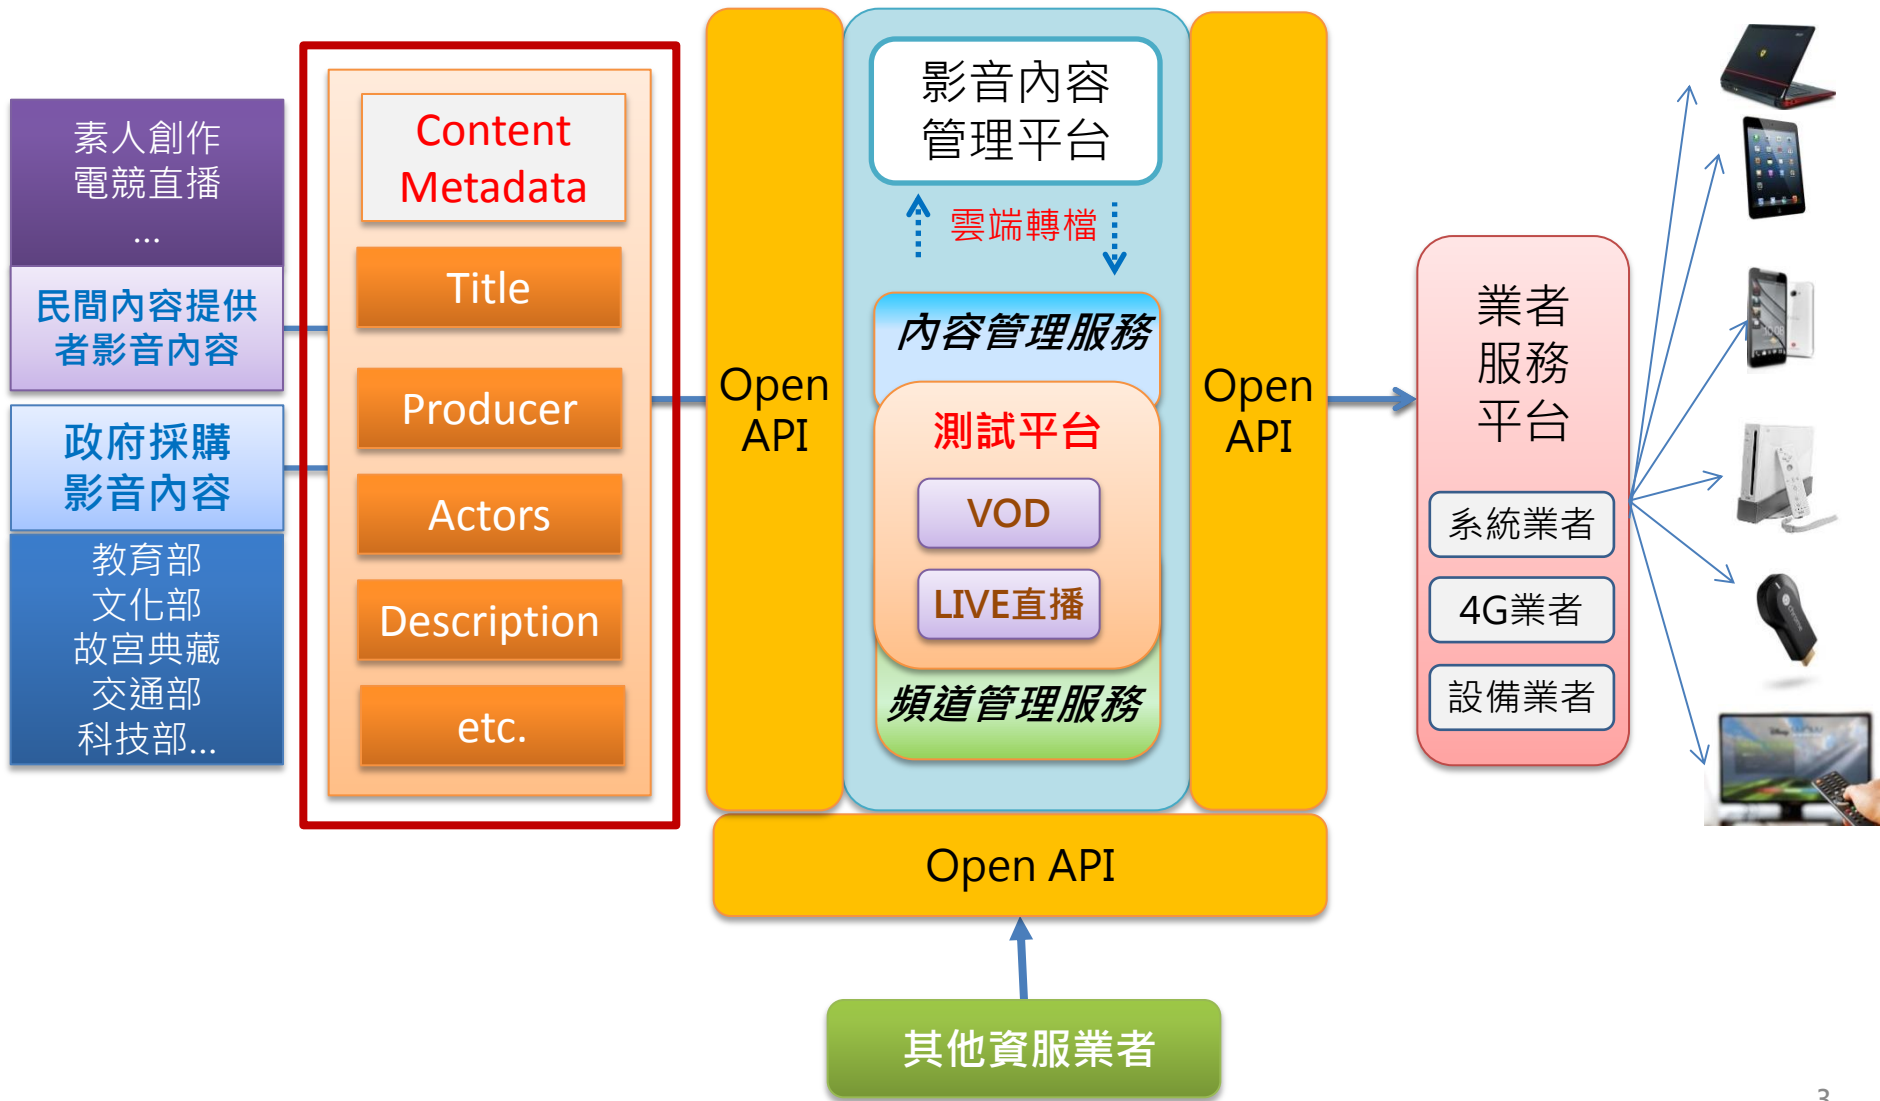 素人創作
電競直播
...
民間內容提供
者影音內容
政府採購
影音內容
教育部
文化部
故宮典藏
交通部
科技部...
Content
Metadata
Title
Producer
Actors
Description
etc.
Open
API
影音內容
管理平台
雲端轉檔
內容管理服務
測試平台
VOD
LIVE直播
頻道管理服務
Open
API
Open API
其他資服業者
業者
服務
平台
系統業者
4G業者
設備業者
3